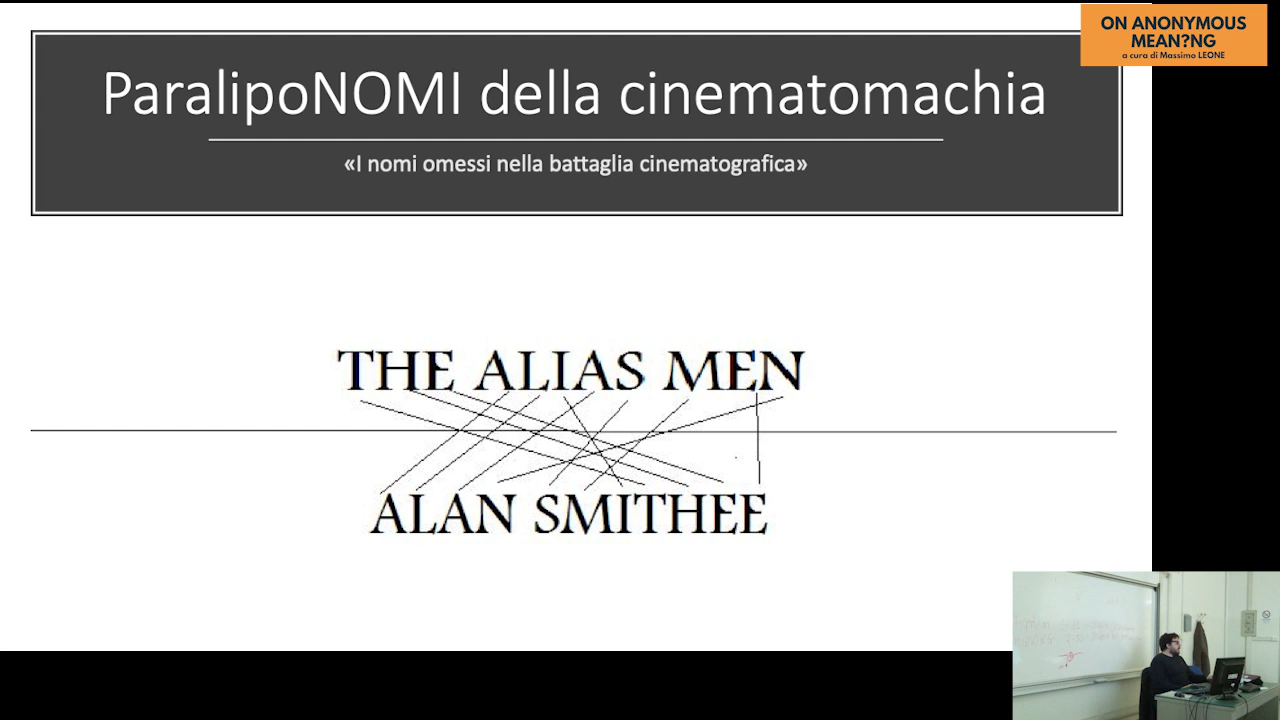 ON ANONYMOUS
MEAN?NG
a cura di Massimo LEONE
ParalipoNOMI della cinematomachia
«I nomi omessi nella battaglia cinematografica»
THE ALIAS MEN
ALAN SMITHEE